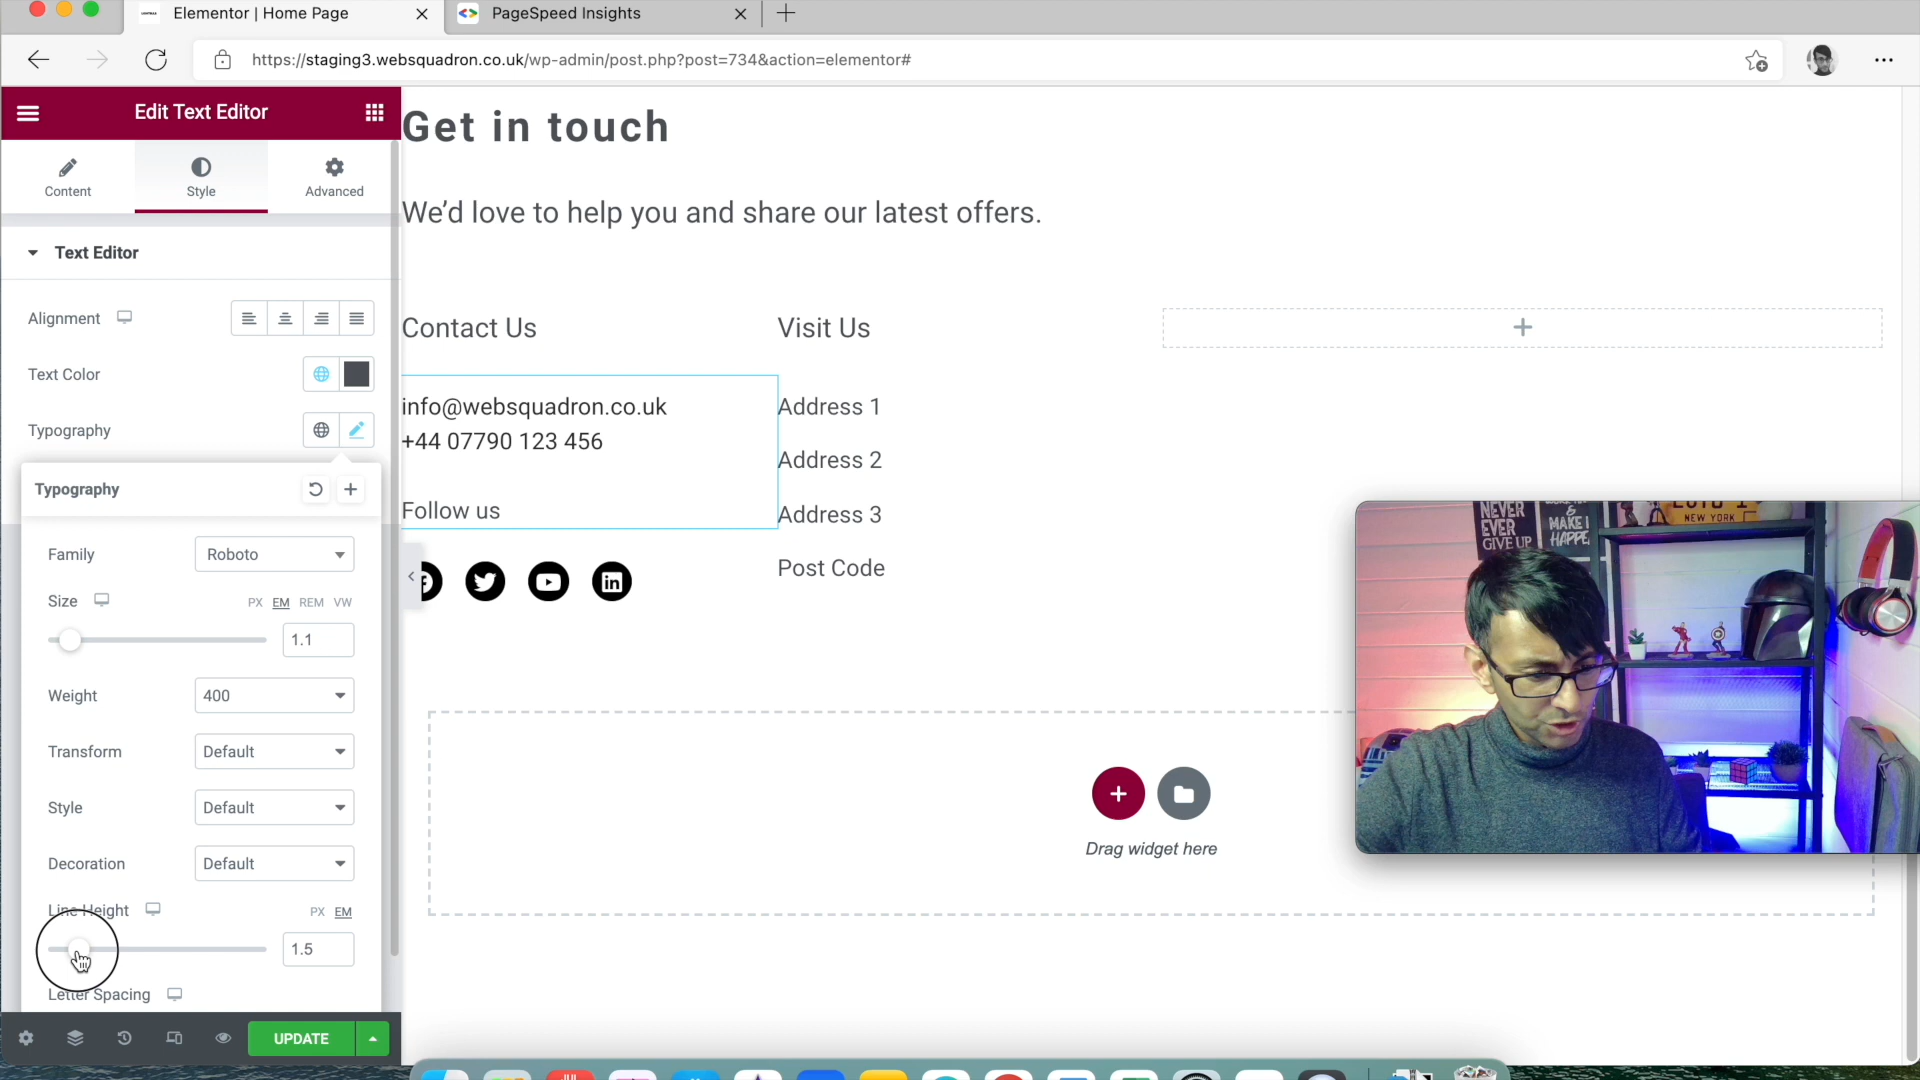 Elementor | Home Page
PageSpeed Insights
https://staging3.websquadron.co.uk/wp-admin/post.php?post=734&action=elementor#
Edit Text Editor
Content
Style
Advanced
Text Editor
Alignment
Text Color
Typography
Typography
Family
Roboto
Size
PX EM REM VW
1.1
Weight
400
Transform
Default
Style
Default
Decoration
Default
Line Height
PX EM
1.5
Letter Spacing
UPDATE
Get in touch
We'd love to help you and share our latest offers.
Contact Us
info@websquadron.co.uk
+44 07790 123 456
Follow us
Visit Us
Address 1
Address 2
Address 3
Post Code
Drag widget here
NEVER
EVER
GIVE UP
&
MAKE I
HAPPE
NEW YORK